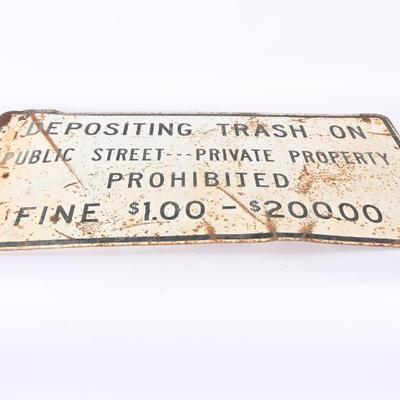 DEPOSITING TRASH ON
PUBLIC STREET---PRIVATE PROPERTY
PROHIBITED
FINE $1.00 - $200.00